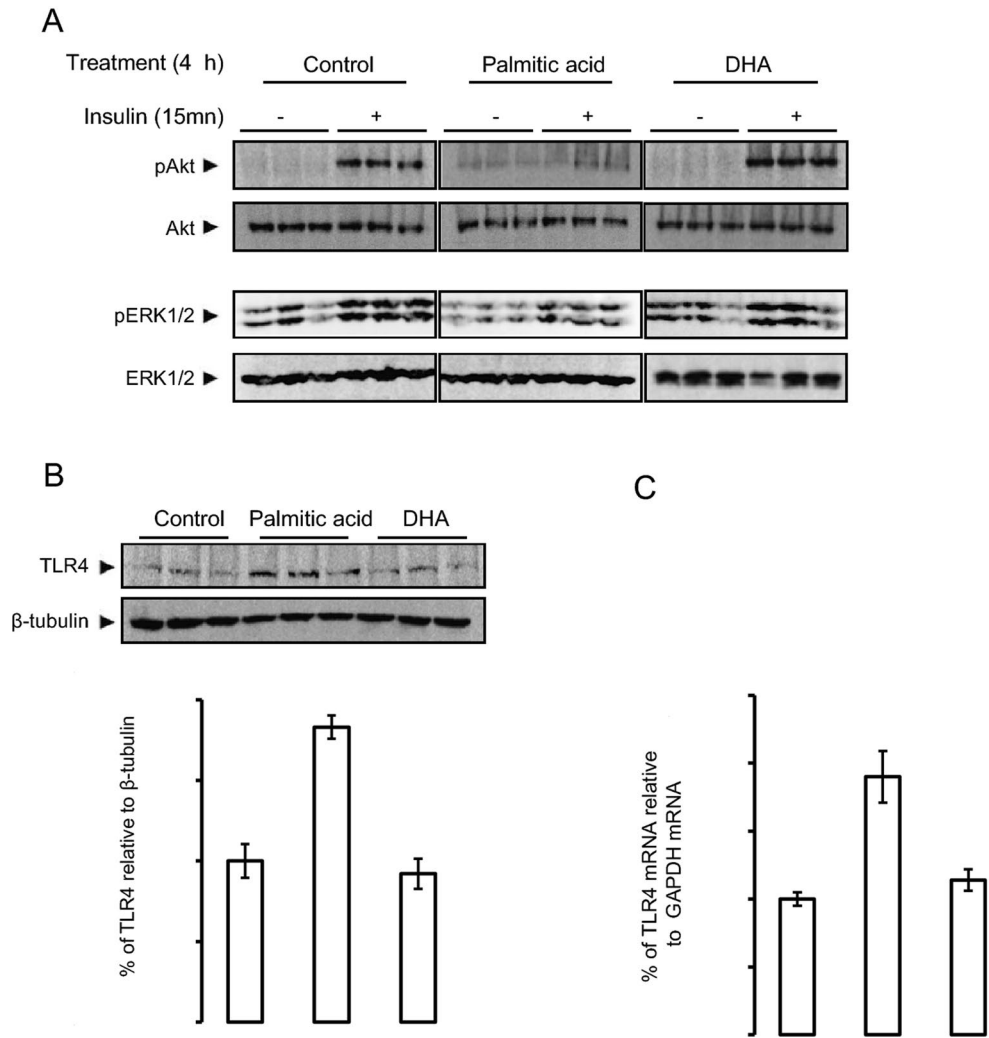 A
Treatment (4 h) Control Palmitic acid DHA
Insulin (15mn) - + - + - +
pAkt
Akt
pERK1/2
ERK1/2
B
Control Palmitic acid DHA
TLR4
β-tubulin
% of TLR4 relative to β-tubulin
C
% of TLR4 mRNA relative
to GAPDH mRNA